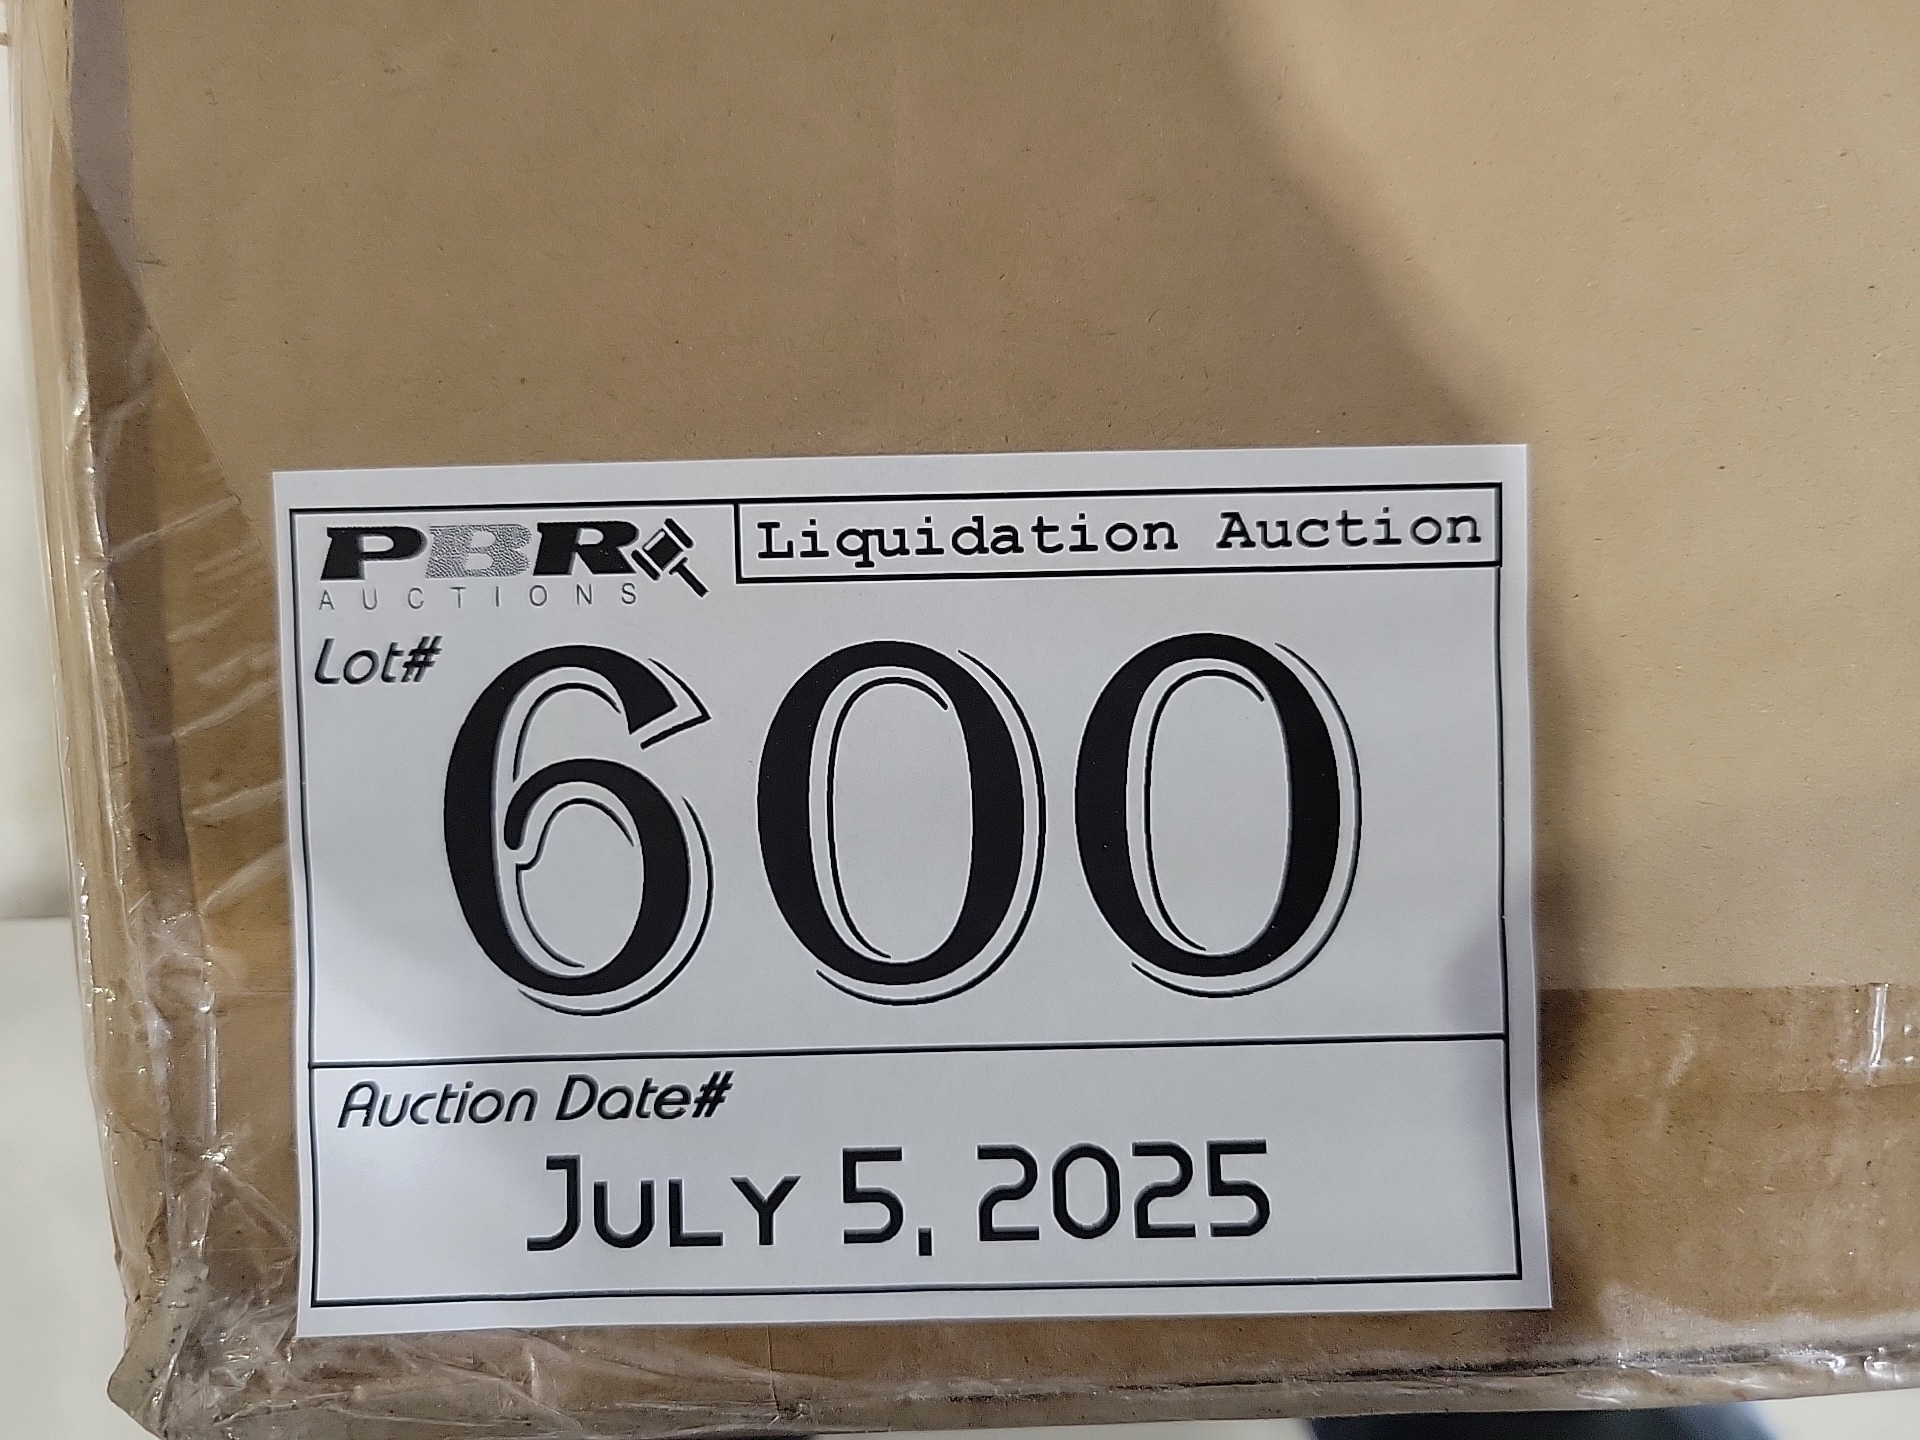 PBR
AUCTIONS
Liquidation Auction
Lot#
600
Auction Date#
July 5, 2025